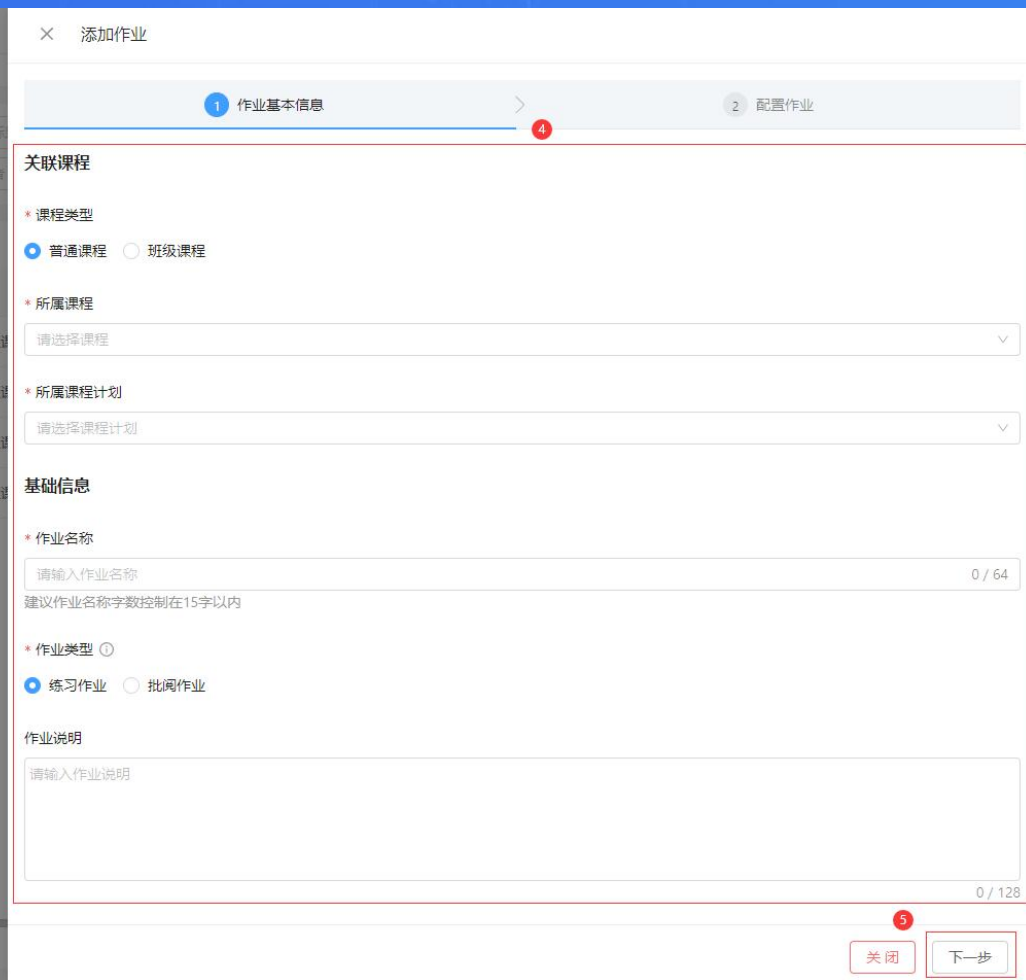 添加作业
1 作业基本信息
2 配置作业
4
关联课程
* 课程类型
普通课程 班级课程
* 所属课程
请选择课程
* 所属课程计划
请选择课程计划
基础信息
* 作业名称
请输入作业名称 0 / 64
建议作业名称字数控制在15字以内
* 作业类型
练习作业 批阅作业
作业说明
请输入作业说明
0 / 128
5
关闭 下一步